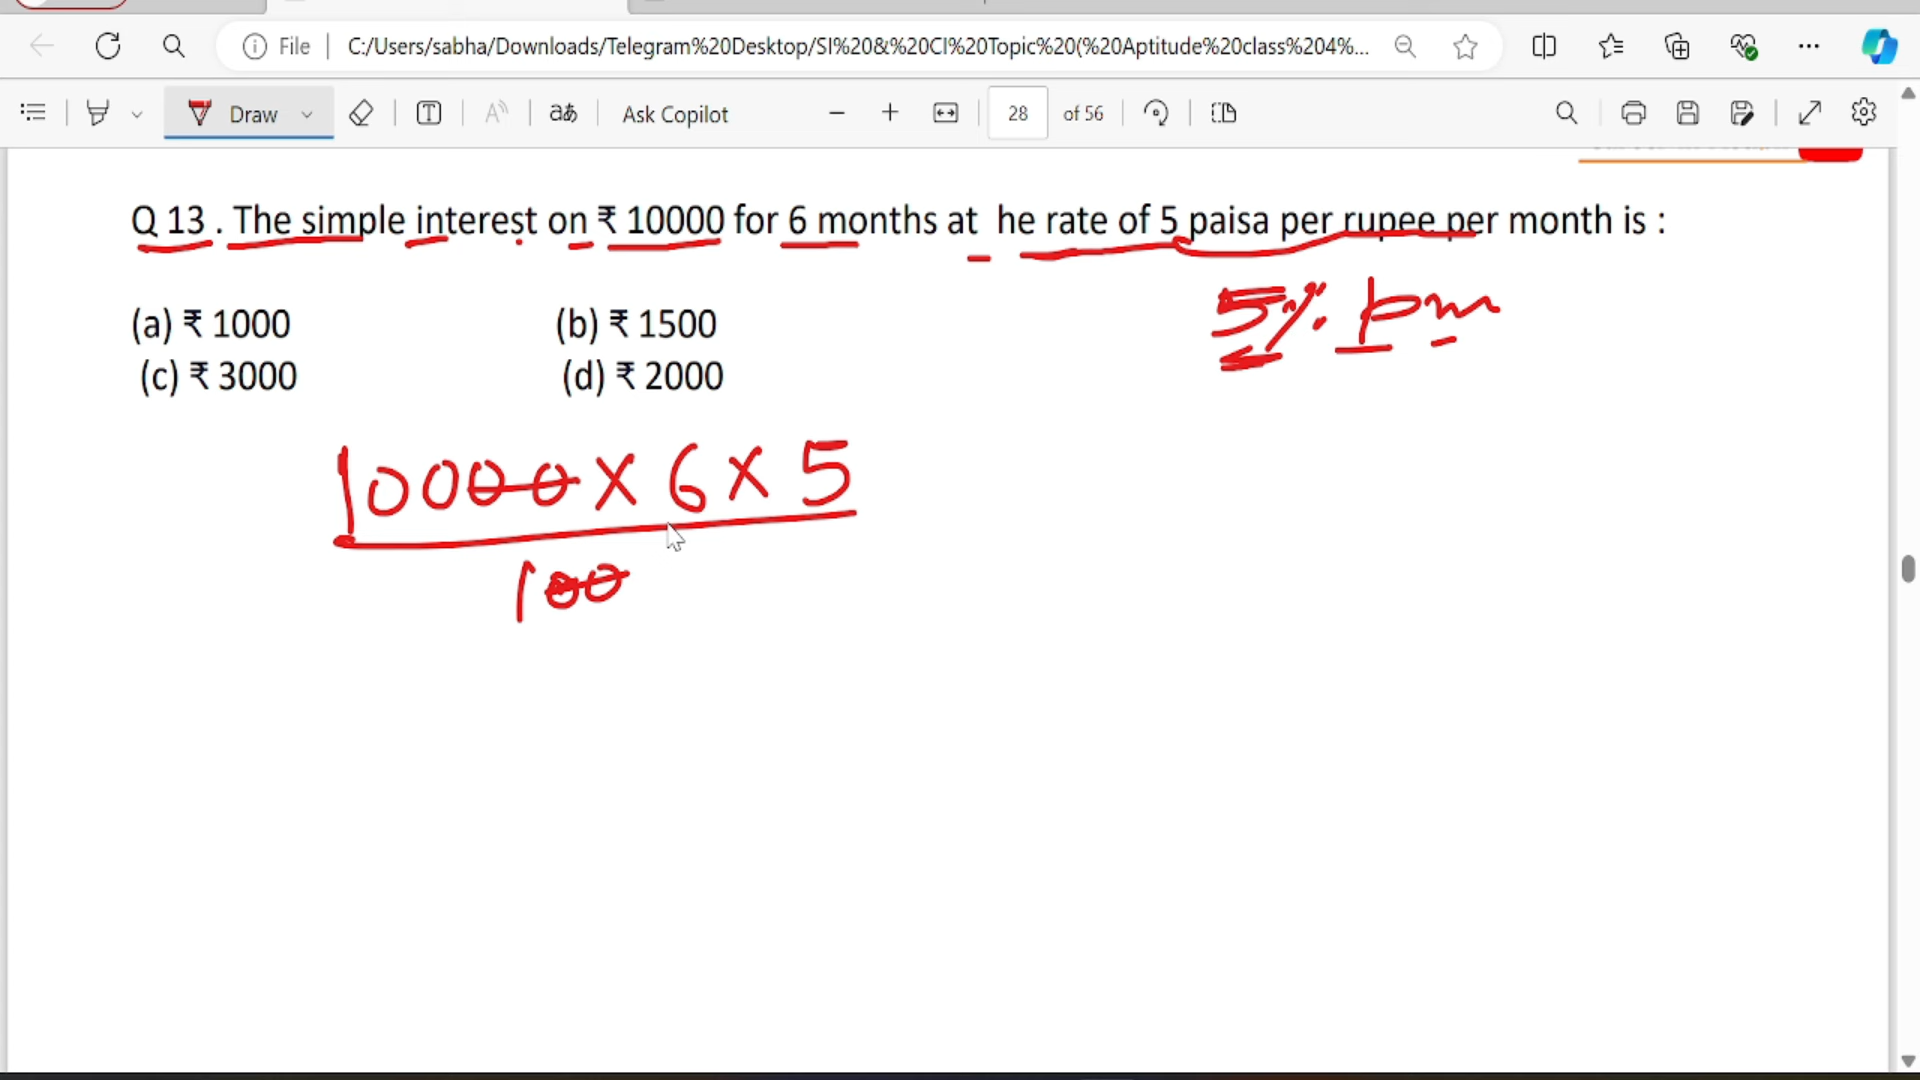 File C:/Users/sabha/Downloads/Telegram%20Desktop/SI%20&%20CI%20Topic%20(%20Aptitude%20class%204%...
Draw T aあ Ask Copilot 28 of 56
Q 13 . The simple interest on ₹ 10000 for 6 months at he rate of 5 paisa per rupee per month is :
5% pm
(a) ₹ 1000 (b) ₹ 1500
(c) ₹ 3000 (d) ₹ 2000
10000 X 6 X 5
100